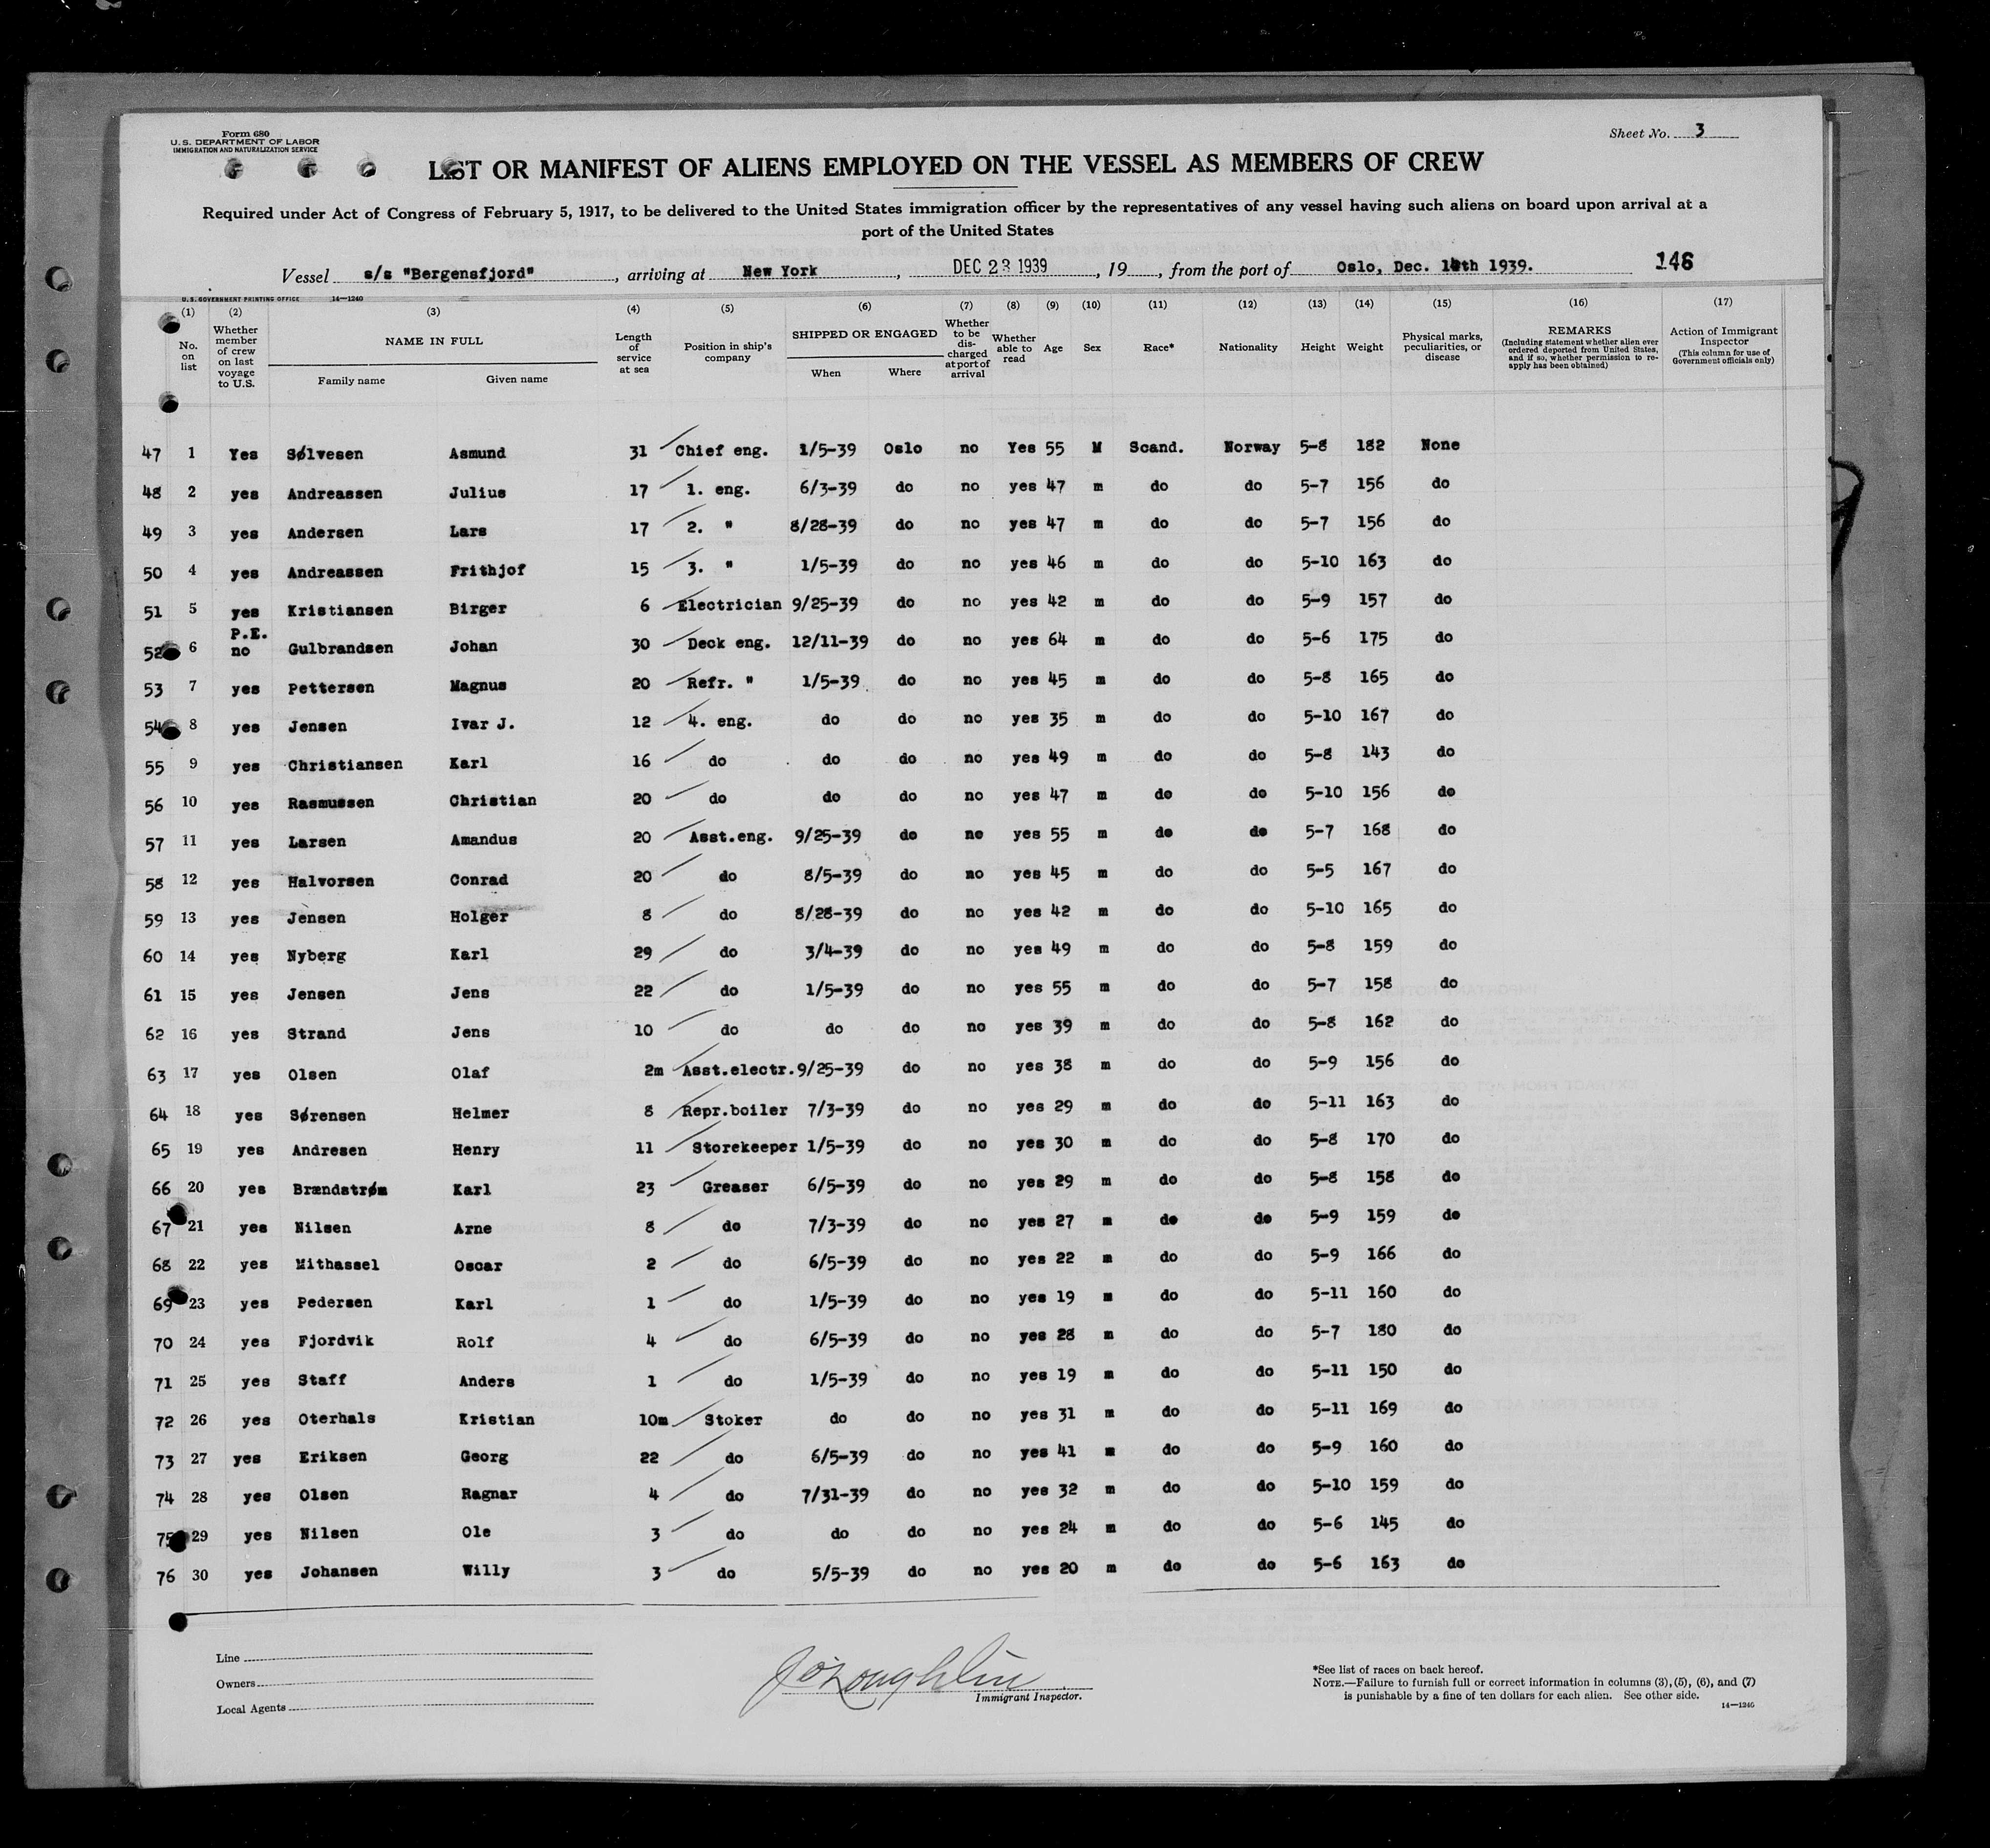 Form 680
U. S. DEPARTMENT OF LABOR
IMMIGRATION AND NATURALIZATION SERVICE
Sheet No. 3
LIST OR MANIFEST OF ALIENS EMPLOYED ON THE VESSEL AS MEMBERS OF CREW
Required under Act of Congress of February 5, 1917, to be delivered to the United States immigration officer by the representatives of any vessel having such aliens on board upon arrival at a
port of the United States
Vessel s/s "Bergensfjord", arriving at New York, DEC 23 1939, 19, from the port of Oslo, Dec. 1939. 146
U. S. GOVERNMENT PRINTING OFFICE 14—1240
(1) (2) (3) (4) (5) (6) (7) (8) (9) (10) (11) (12) (13) (14) (15) (16) (17)
No. on list
Whether member of crew on last voyage to U.S.
NAME IN FULL
Family name Given name
Length of service at sea
Position in ship's company
SHIPPED OR ENGAGED
When Where
Whether to be discharged at port of arrival
Whether able to read
Age
Sex
Race*
Nationality
Height
Weight
Physical marks, peculiarities, or disease
REMARKS
(Including statement whether alien ever ordered deported from United States, and if so, whether permission to reapply has been obtained)
Action of Immigrant Inspector
(This column for use of Government officials only)
47 1 Yes Sølvesen Asmund 31 Chief eng. 1/5-39 Oslo no Yes 55 M Scand. Norway 5-8 182 None
48 2 yes Andreassen Julius 17 1. eng. 6/3-39 do no yes 47 m do do 5-7 156 do
49 3 yes Andersen Lars 17 2. " 8/28-39 do no yes 47 m do do 5-7 156 do
50 4 yes Andreassen Frithjof 15 3. " 1/5-39 do no yes 46 m do do 5-10 163 do
51 5 yes Kristiansen Birger 6 Electrician 9/25-39 do no yes 42 m do do 5-9 157 do
P.E.
52 6 no Gulbrandsen Johan 30 Deck eng. 12/11-39 do no yes 64 m do do 5-6 175 do
53 7 yes Pettersen Magnus 20 Refr. " 1/5-39 do no yes 45 m do do 5-8 165 do
54 8 yes Jensen Ivar J. 12 4. eng. do do no yes 35 m do do 5-10 167 do
55 9 yes Christiansen Karl 16 do do do no yes 49 m do do 5-8 143 do
56 10 yes Rasmussen Christian 20 do do do no yes 47 m do do 5-10 156 do
57 11 yes Larsen Amandus 20 Asst.eng. 9/25-39 do no yes 55 m do do 5-7 168 do
58 12 yes Halvorsen Conrad 20 do 8/5-39 do no yes 45 m do do 5-5 167 do
59 13 yes Jensen Holger 8 do 8/28-39 do no yes 42 m do do 5-10 165 do
60 14 yes Nyberg Karl 29 do 3/4-39 do no yes 49 m do do 5-8 159 do
61 15 yes Jensen Jens 22 do 1/5-39 do no yes 55 m do do 5-7 158 do
62 16 yes Strand Jens 10 do do do no yes 39 m do do 5-8 162 do
63 17 yes Olsen Olaf 2m Asst.electr. 9/25-39 do no yes 38 m do do 5-9 156 do
64 18 yes Sørensen Helmer 8 Repr.boiler 7/3-39 do no yes 29 m do do 5-11 163 do
65 19 yes Andresen Henry 11 Storekeeper 1/5-39 do no yes 30 m do do 5-8 170 do
66 20 yes Brændstrøm Karl 23 Greaser 6/5-39 do no yes 29 m do do 5-8 158 do
67 21 yes Nilsen Arne 8 do 7/3-39 do no yes 27 m do do 5-9 159 do
68 22 yes Mithassel Oscar 2 do 6/5-39 do no yes 22 m do do 5-9 166 do
69 23 yes Pedersen Karl 1 do 1/5-39 do no yes 19 m do do 5-11 160 do
70 24 yes Fjordvik Rolf 4 do 6/5-39 do no yes 28 m do do 5-7 180 do
71 25 yes Staff Anders 1 do 1/5-39 do no yes 19 m do do 5-11 150 do
72 26 yes Oterhals Kristian 10m Stoker do do no yes 31 m do do 5-11 169 do
73 27 yes Eriksen Georg 22 do 6/5-39 do no yes 41 m do do 5-9 160 do
74 28 yes Olsen Ragnar 4 do 7/31-39 do no yes 32 m do do 5-10 159 do
75 29 yes Nilsen Ole 3 do do do no yes 24 m do do 5-6 145 do
76 30 yes Johansen Willy 3 do 5/5-39 do no yes 20 m do do 5-6 163 do
Line
Owners
Local Agents
J O'Loughlin
Immigrant Inspector.
*See list of races on back hereof.
NOTE.—Failure to furnish full or correct information in columns (3), (5), (6), and (7)
is punishable by a fine of ten dollars for each alien. See other side.
14—1240